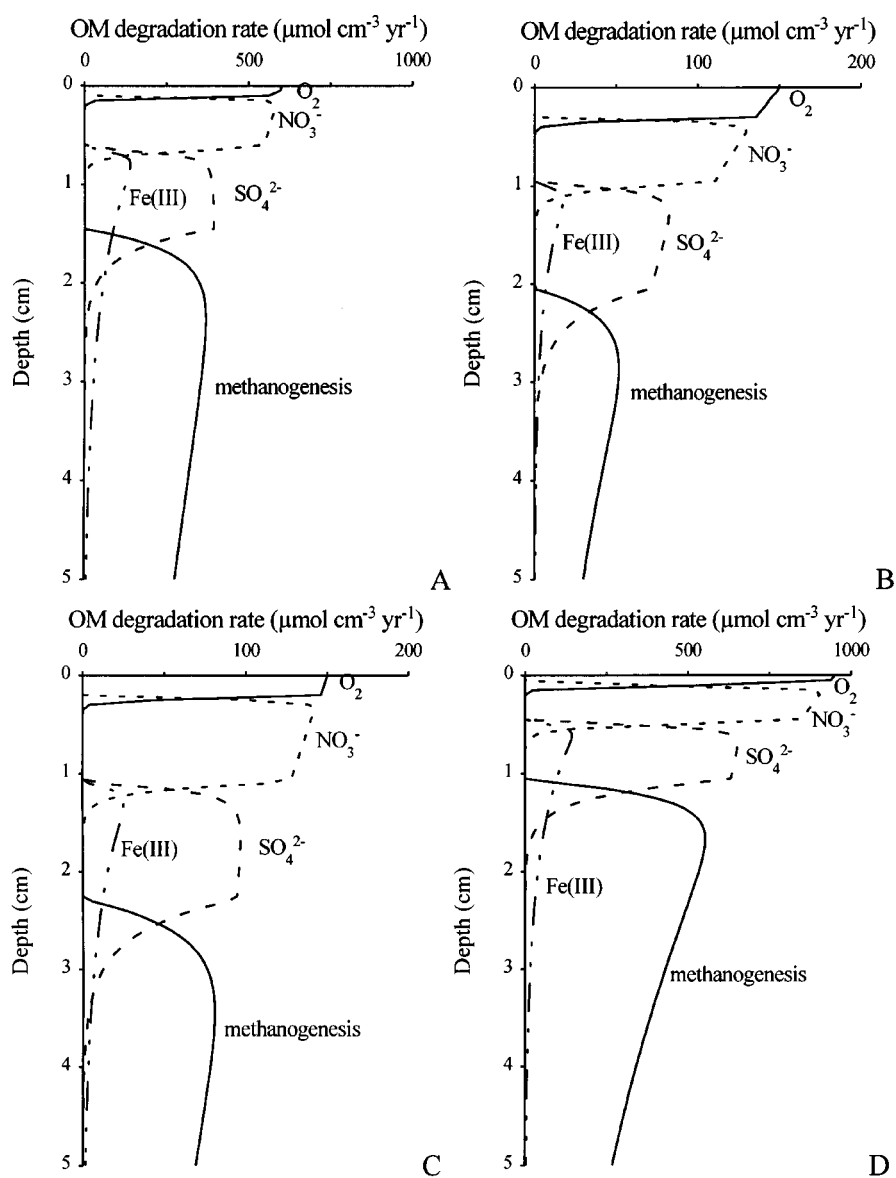 OM degradation rate (µmol cm⁻³ yr⁻¹)
0 500 1000
O₂
NO₃⁻
Fe(III) SO₄²⁻
methanogenesis
Depth (cm)
0
1
2
3
4
5
A
OM degradation rate (µmol cm⁻³ yr⁻¹)
0 100 200
O₂
NO₃⁻
Fe(III) SO₄²⁻
methanogenesis
Depth (cm)
0
1
2
3
4
5
B
OM degradation rate (µmol cm⁻³ yr⁻¹)
0 100 200
O₂
NO₃⁻
Fe(III) SO₄²⁻
methanogenesis
Depth (cm)
0
1
2
3
4
5
C
OM degradation rate (µmol cm⁻³ yr⁻¹)
0 500 1000
O₂
NO₃⁻
SO₄²⁻
Fe(III)
methanogenesis
Depth (cm)
0
1
2
3
4
5
D